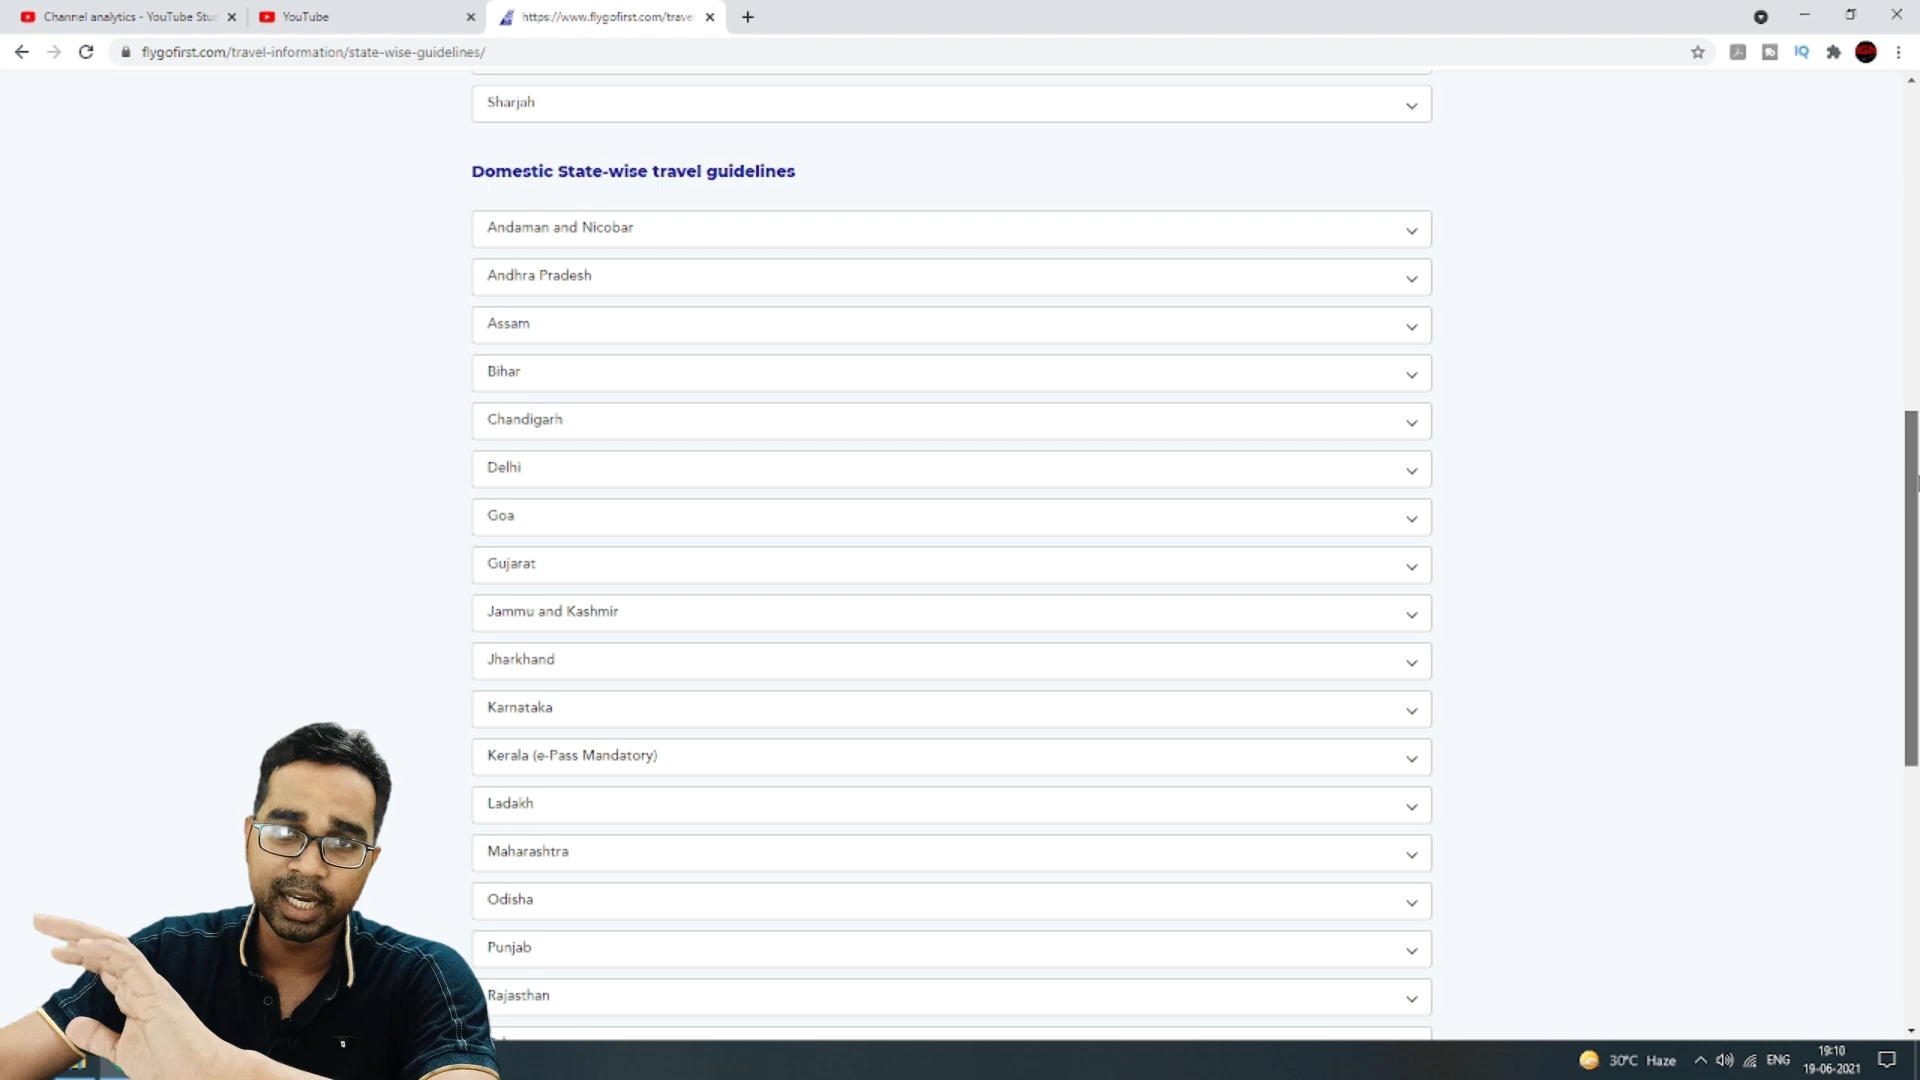 Channel analytics - YouTube Stu
YouTube
https://www.flygofirst.com/trave
flygofirst.com/travel-information/state-wise-guidelines/
IQ
Sharjah
Domestic State-wise travel guidelines
Andaman and Nicobar
Andhra Pradesh
Assam
Bihar
Chandigarh
Delhi
Goa
Gujarat
Jammu and Kashmir
Jharkhand
Karnataka
Kerala (e-Pass Mandatory)
Ladakh
Maharashtra
Odisha
Punjab
Rajasthan
30°C Haze
ENG
19:10
19-06-2021